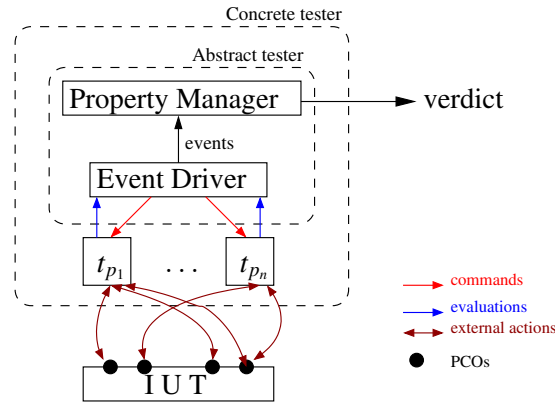 Concrete tester
Abstract tester
Property Manager
verdict
events
Event Driver
t_{p_1} ... t_{p_n}
commands
evaluations
external actions
PCOs
I U T